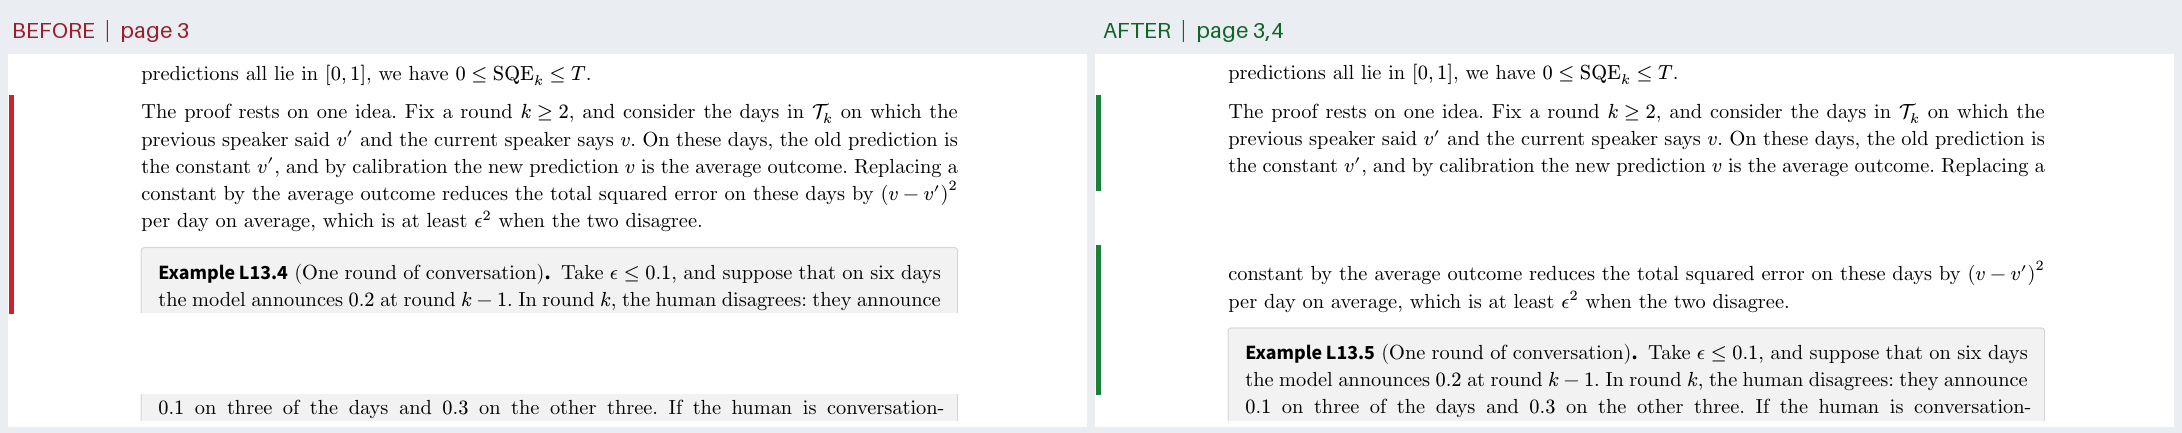 BEFORE | page 3
predictions all lie in [0, 1], we have 0 ≤ SQE_k ≤ T.
The proof rests on one idea. Fix a round k ≥ 2, and consider the days in 𝒯_k on which the
previous speaker said v′ and the current speaker says v. On these days, the old prediction is
the constant v′, and by calibration the new prediction v is the average outcome. Replacing a
constant by the average outcome reduces the total squared error on these days by (v − v′)²
per day on average, which is at least ϵ² when the two disagree.
Example L13.4 (One round of conversation). Take ϵ ≤ 0.1, and suppose that on six days
the model announces 0.2 at round k − 1. In round k, the human disagrees: they announce
0.1 on three of the days and 0.3 on the other three. If the human is conversation-
AFTER | page 3,4
predictions all lie in [0, 1], we have 0 ≤ SQE_k ≤ T.
The proof rests on one idea. Fix a round k ≥ 2, and consider the days in 𝒯_k on which the
previous speaker said v′ and the current speaker says v. On these days, the old prediction is
the constant v′, and by calibration the new prediction v is the average outcome. Replacing a
constant by the average outcome reduces the total squared error on these days by (v − v′)²
per day on average, which is at least ϵ² when the two disagree.
Example L13.5 (One round of conversation). Take ϵ ≤ 0.1, and suppose that on six days
the model announces 0.2 at round k − 1. In round k, the human disagrees: they announce
0.1 on three of the days and 0.3 on the other three. If the human is conversation-